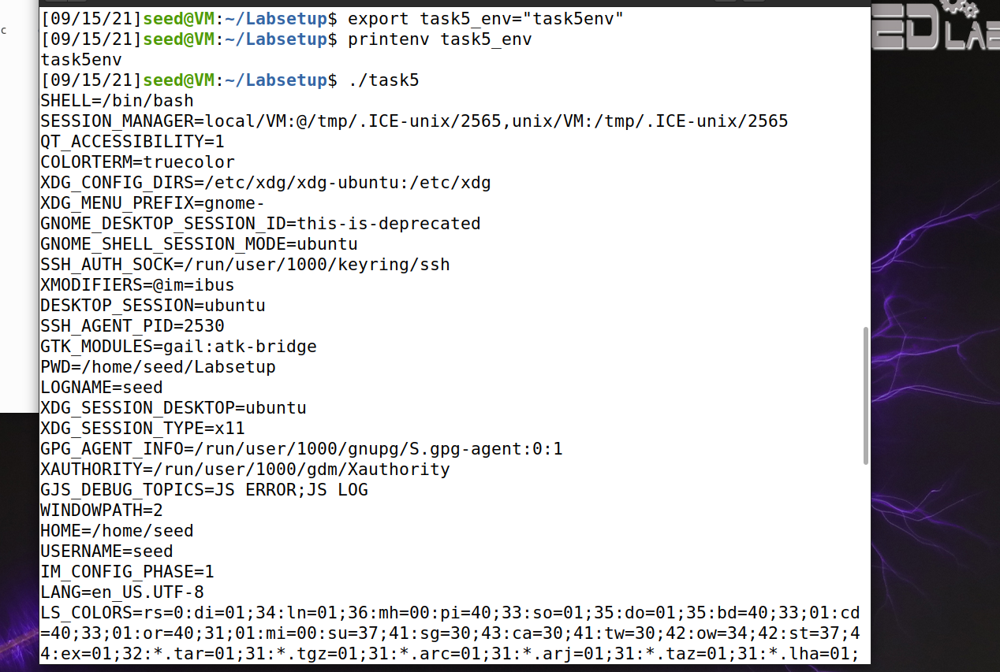 c
[09/15/21]seed@VM:~/Labsetup$ export task5_env="task5env"
[09/15/21]seed@VM:~/Labsetup$ printenv task5_env
task5env
[09/15/21]seed@VM:~/Labsetup$ ./task5
SHELL=/bin/bash
SESSION_MANAGER=local/VM:@/tmp/.ICE-unix/2565,unix/VM:/tmp/.ICE-unix/2565
QT_ACCESSIBILITY=1
COLORTERM=truecolor
XDG_CONFIG_DIRS=/etc/xdg/xdg-ubuntu:/etc/xdg
XDG_MENU_PREFIX=gnome-
GNOME_DESKTOP_SESSION_ID=this-is-deprecated
GNOME_SHELL_SESSION_MODE=ubuntu
SSH_AUTH_SOCK=/run/user/1000/keyring/ssh
XMODIFIERS=@im=ibus
DESKTOP_SESSION=ubuntu
SSH_AGENT_PID=2530
GTK_MODULES=gail:atk-bridge
PWD=/home/seed/Labsetup
LOGNAME=seed
XDG_SESSION_DESKTOP=ubuntu
XDG_SESSION_TYPE=x11
GPG_AGENT_INFO=/run/user/1000/gnupg/S.gpg-agent:0:1
XAUTHORITY=/run/user/1000/gdm/Xauthority
GJS_DEBUG_TOPICS=JS ERROR;JS LOG
WINDOWPATH=2
HOME=/home/seed
USERNAME=seed
IM_CONFIG_PHASE=1
LANG=en_US.UTF-8
LS_COLORS=rs=0:di=01;34:ln=01;36:mh=00:pi=40;33:so=01;35:do=01;35:bd=40;33;01:cd
=40;33;01:or=40;31;01:mi=00:su=37;41:sg=30;43:ca=30;41:tw=30;42:ow=34;42:st=37;4
4:ex=01;32:*.tar=01;31:*.tgz=01;31:*.arc=01;31:*.arj=01;31:*.taz=01;31:*.lha=01;
ED LAB